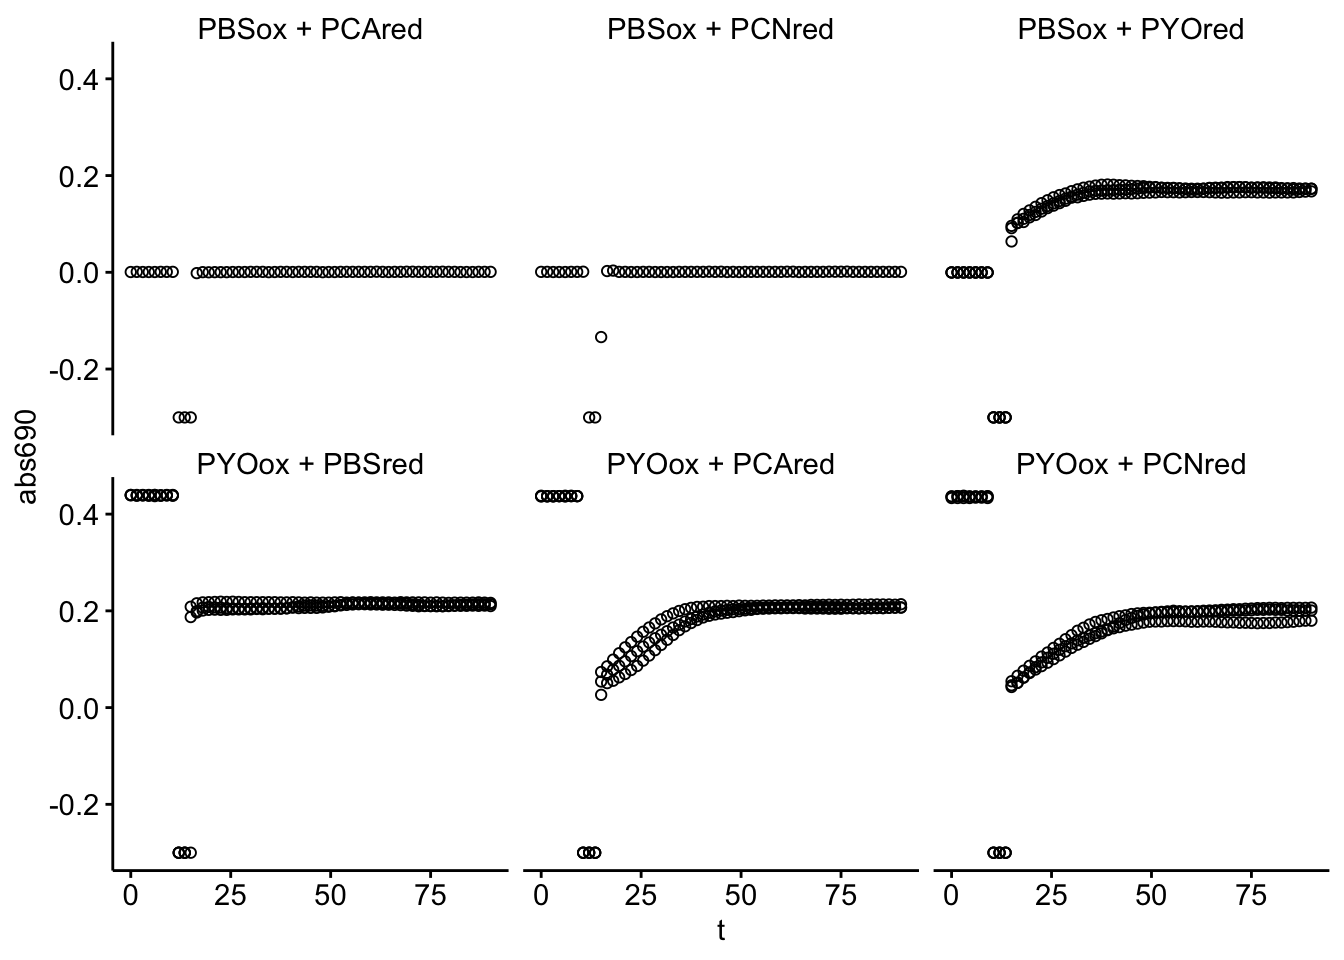 PBSox + PCAred PBSox + PCNred PBSox + PYOred
0.4
0.2
0.0
-0.2
abs690
PYOox + PBSred PYOox + PCAred PYOox + PCNred
0.4
0.2
0.0
-0.2
0 25 50 75 0 25 50 75 0 25 50 75
t